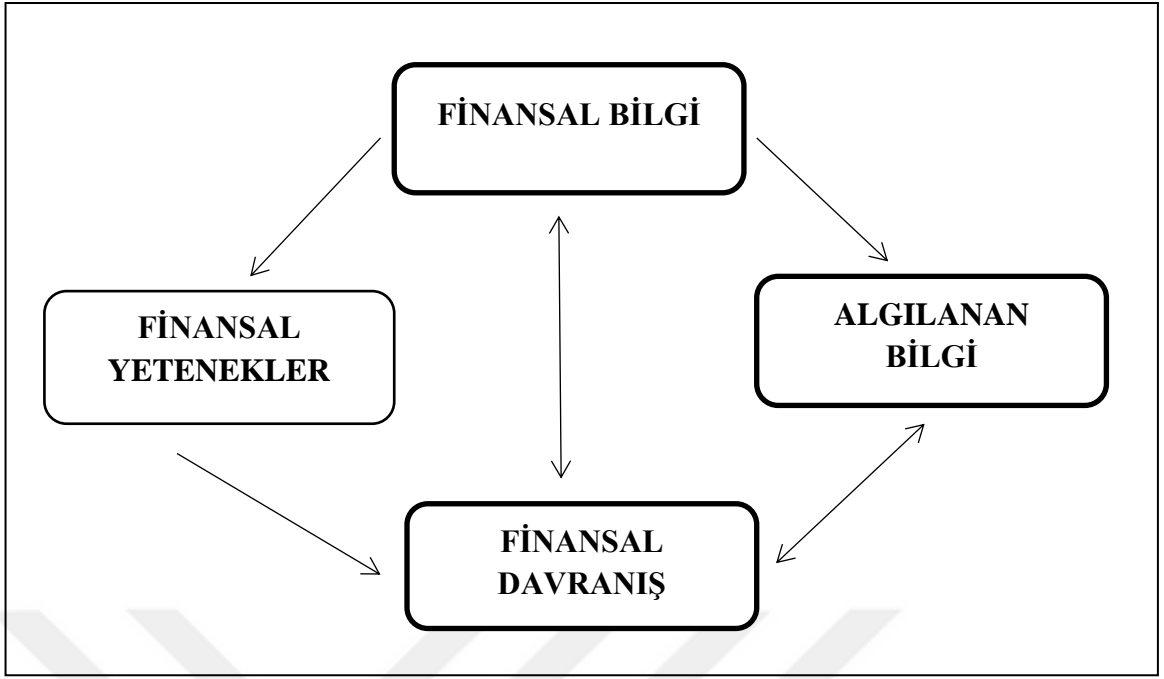 FİNANSAL BİLGİ
FİNANSAL
YETENEKLER
ALGILANAN
BİLGİ
FİNANSAL
DAVRANIŞ